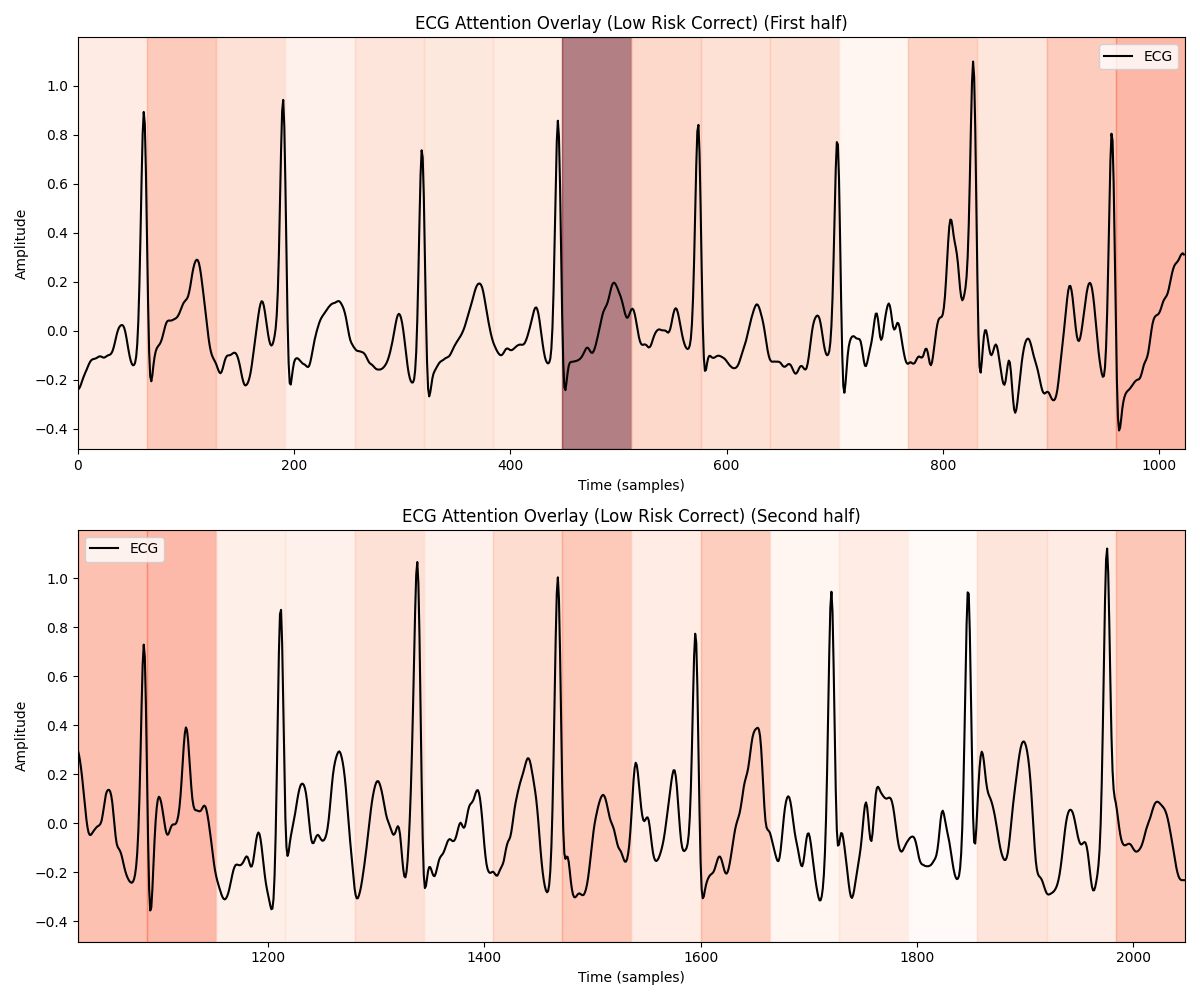 ECG Attention Overlay (Low Risk Correct) (First half)
ECG
Amplitude
1.0
0.8
0.6
0.4
0.2
0.0
−0.2
−0.4
0 200 400 600 800 1000
Time (samples)
ECG Attention Overlay (Low Risk Correct) (Second half)
ECG
Amplitude
1.0
0.8
0.6
0.4
0.2
0.0
−0.2
−0.4
1200 1400 1600 1800 2000
Time (samples)